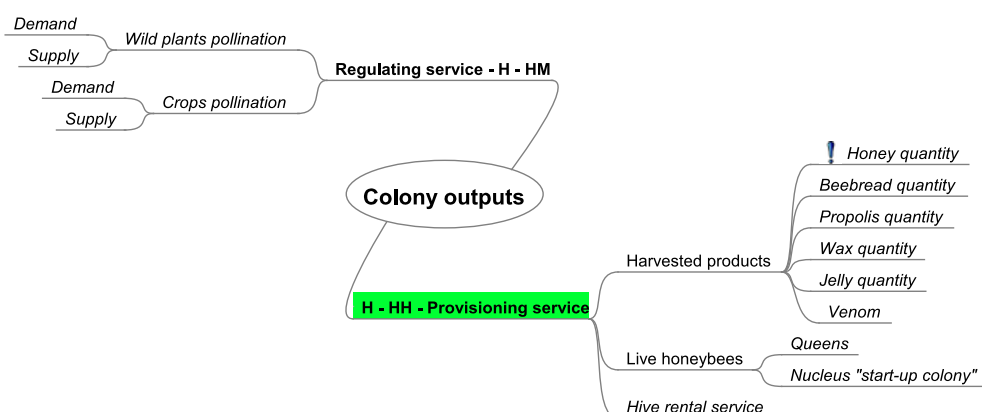 Demand
Wild plants pollination
Supply
Regulating service - H - HM
Demand
Crops pollination
Supply
Colony outputs
H - HH - Provisioning service
Harvested products
Honey quantity
Beebread quantity
Propolis quantity
Wax quantity
Jelly quantity
Venom
Live honeybees
Queens
Nucleus "start-up colony"
Hive rental service